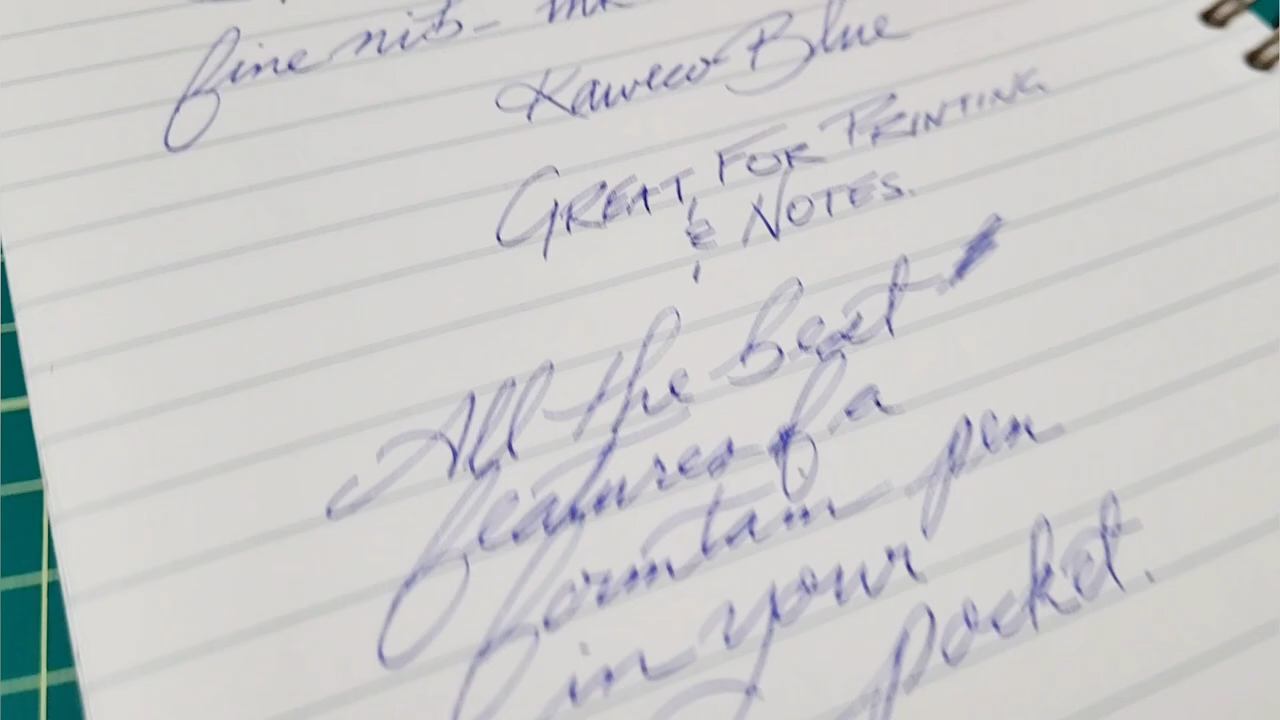 fine nib-
Kaweco Blue
GREAT FOR PRINTING
& NOTES.
All the best
features of a
fountain pen
in your
pocket.